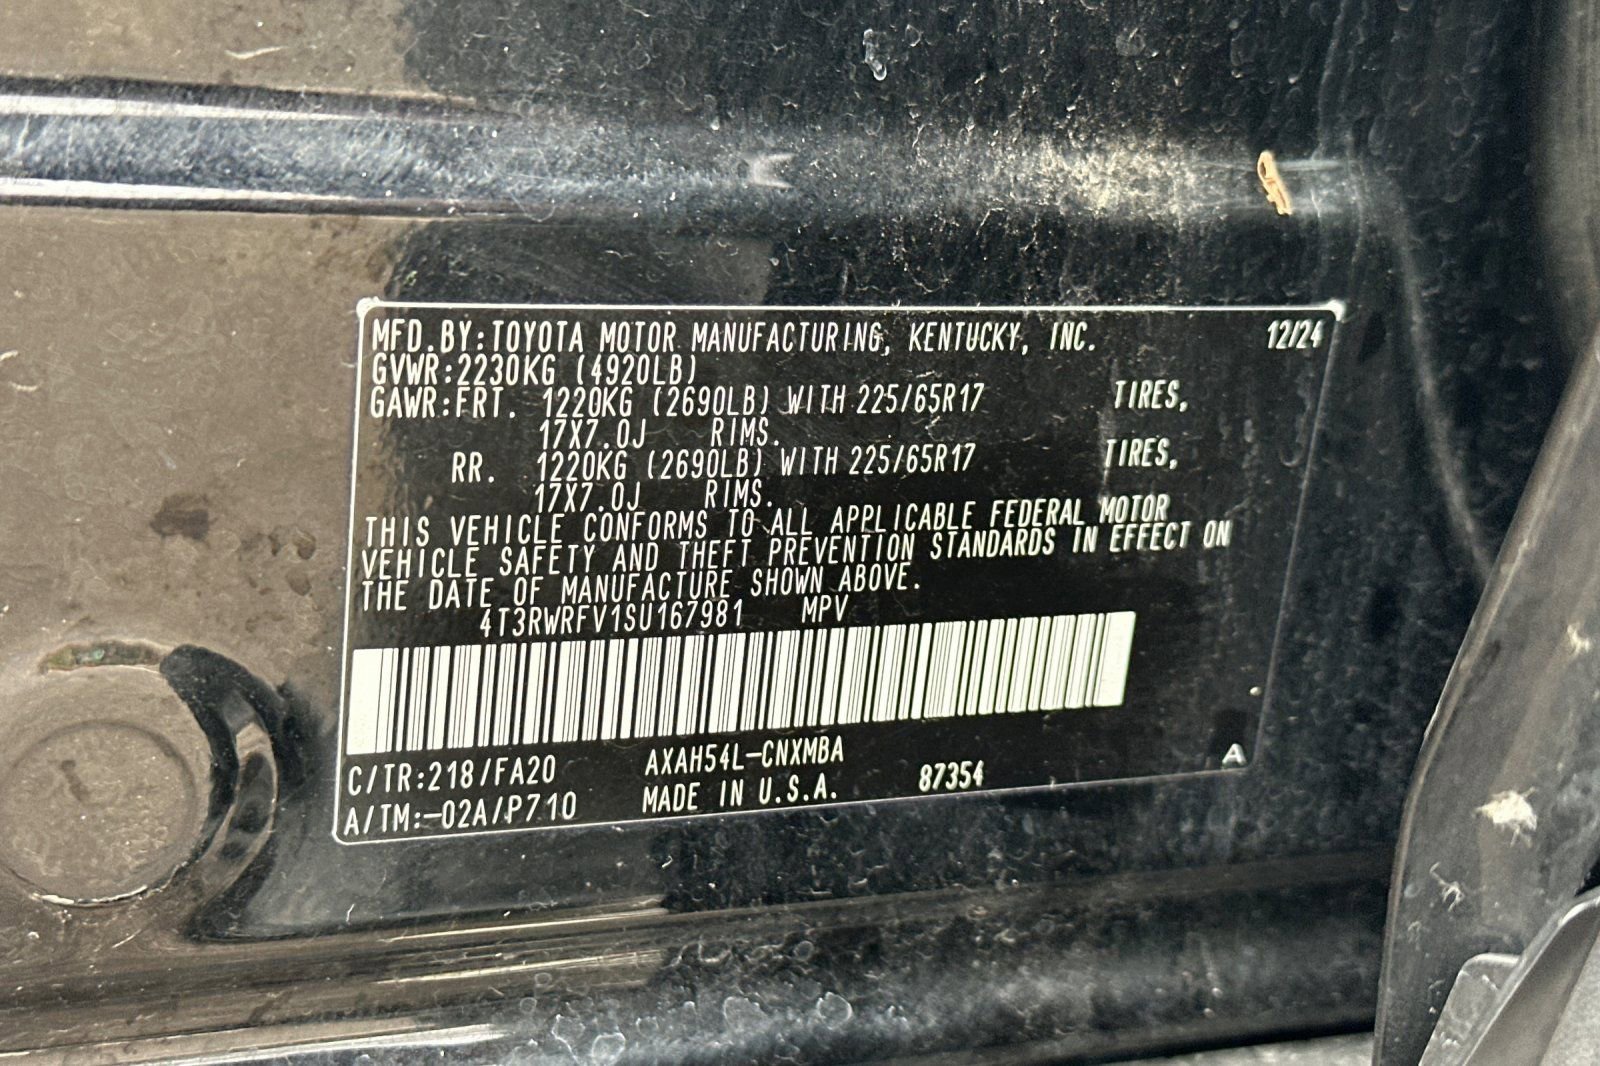 MFD. BY: TOYOTA MOTOR MANUFACTURING, KENTUCKY, INC. 12/24
GVWR: 2230KG (4920LB)
GAWR: FRT. 1220KG (2690LB) WITH 225/65R17 TIRES,
17X7.0J RIMS.
RR. 1220KG (2690LB) WITH 225/65R17 TIRES,
17X7.0J RIMS.
THIS VEHICLE CONFORMS TO ALL APPLICABLE FEDERAL MOTOR
VEHICLE SAFETY AND THEFT PREVENTION STANDARDS IN EFFECT ON
THE DATE OF MANUFACTURE SHOWN ABOVE.
4T3RWRFV1SU167981 MPV
C/TR: 218/FA20 AXAH54L-CNXMBA
A/TM: -02A/P710 MADE IN U.S.A. 87354 A